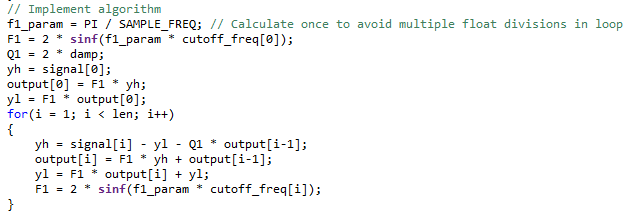 // Implement algorithm
f1_param = PI / SAMPLE_FREQ; // Calculate once to avoid multiple float divisions in loop
F1 = 2 * sinf(f1_param * cutoff_freq[0]);
Q1 = 2 * damp;
yh = signal[0];
output[0] = F1 * yh;
yl = F1 * output[0];
for(i = 1; i < len; i++)
{
    yh = signal[i] - yl - Q1 * output[i-1];
    output[i] = F1 * yh + output[i-1];
    yl = F1 * output[i] + yl;
    F1 = 2 * sinf(f1_param * cutoff_freq[i]);
}